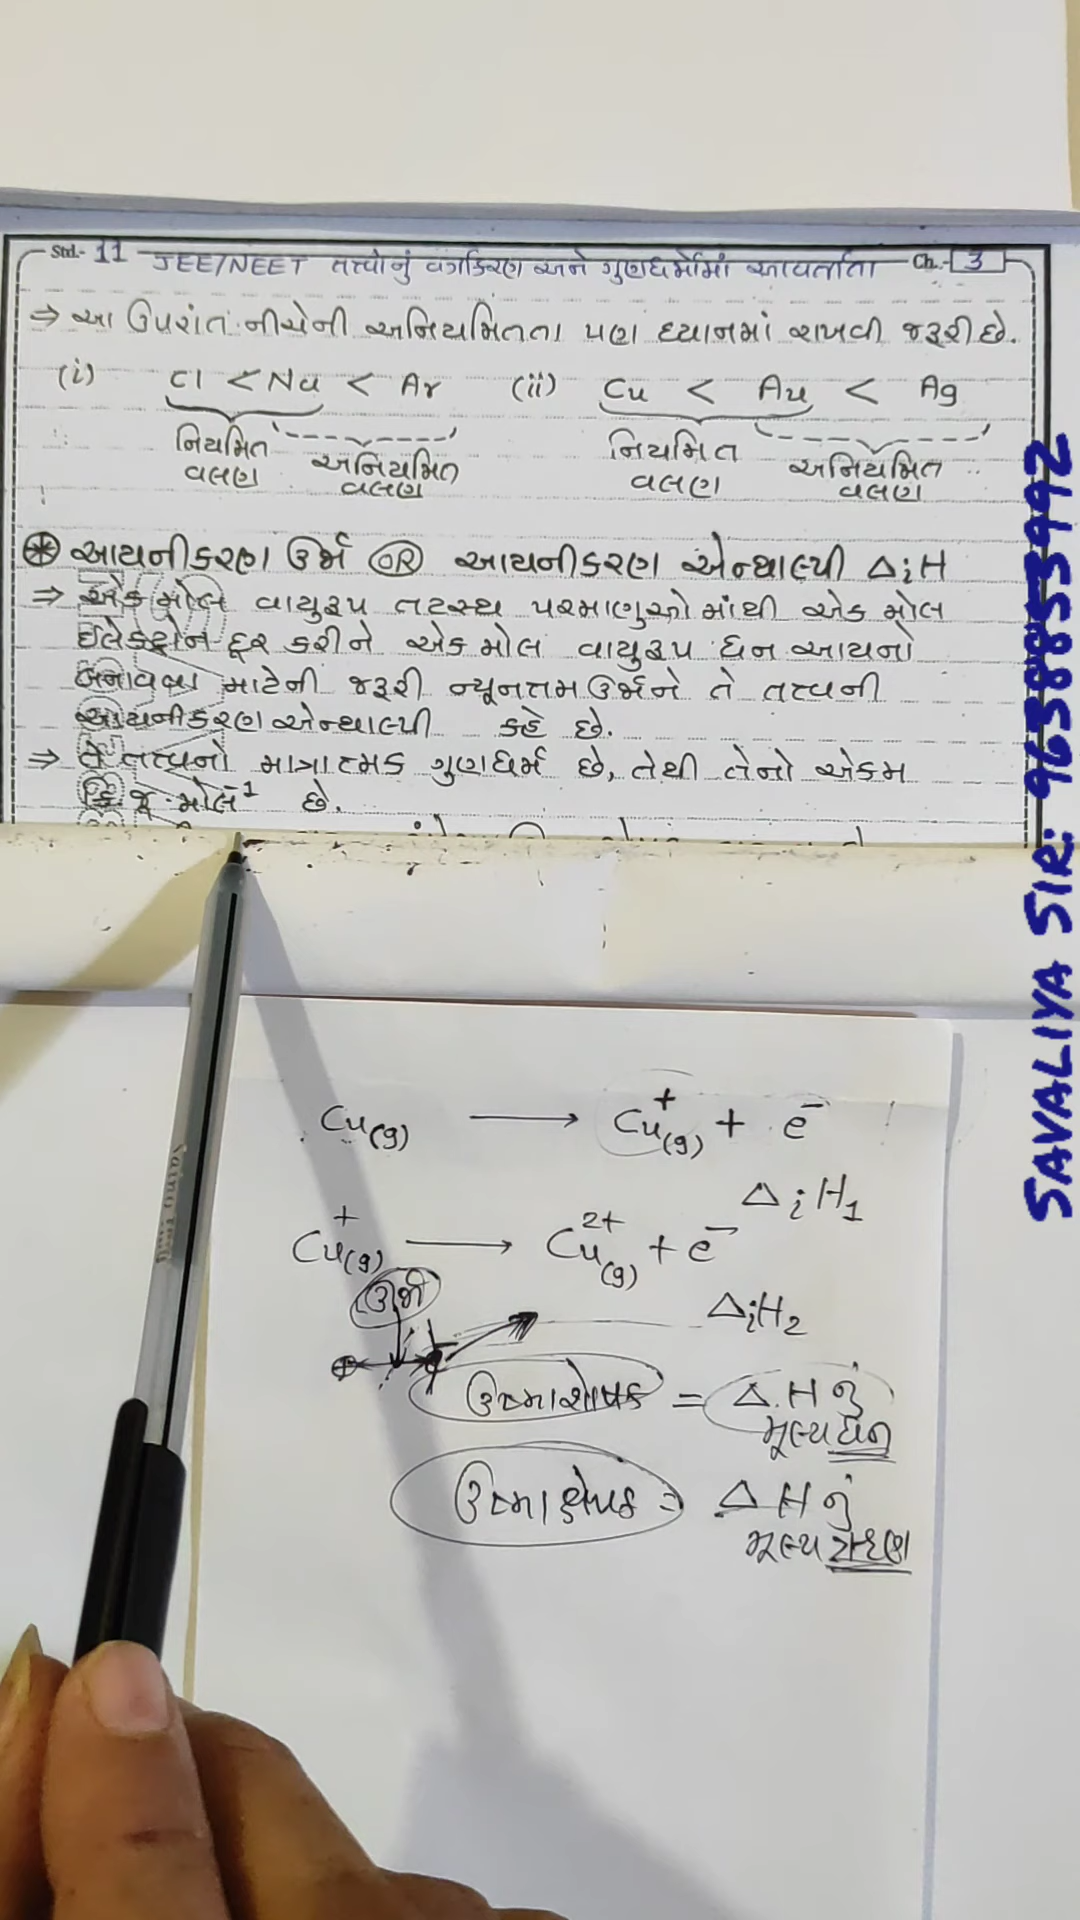 Std.- 11 JEE/NEET તત્ત્વોનું વર્ગીકરણ અને ગુણધર્મોમાં આવર્તીતા Ch.- 3
⇒ આ ઉપરાંત નીચેની અનિયમિતતા પણ ધ્યાનમાં રાખવી જરૂરી છે.
(i) Cl < Na < Ar (ii) Cu < Au < Ag
નિયમિત વલણ અનિયમિત વલણ નિયમિત વલણ અનિયમિત વલણ
⊛ આયનીકરણ ઉર્જા OR આયનીકરણ એન્થાલ્પી ΔiH
⇒ એક મોલ વાયુરૂપ તટસ્થ પરમાણુઓમાંથી એક મોલ
ઈલેક્ટ્રોન દૂર કરીને એક મોલ વાયુરૂપ ધન આયનો
બનાવવા માટેની જરૂરી ન્યૂનત્તમ ઉર્જાને તે તત્ત્વની
આયનીકરણ એન્થાલ્પી કહે છે.
⇒ તે તત્ત્વનો માત્રાત્મક ગુણધર્મ છે, તેથી તેનો એકમ
કિ.જૂ. મોલ⁻¹ છે.
Cu(g) ⟶ Cu⁺(g) + e⁻
ΔiH₁
Cu⁺(g) ⟶ Cu²⁺(g) + e⁻
ΔiH₂
ઉર્જા
ઉષ્માશોષક = ΔH નું
મૂલ્ય ધન
ઉષ્માક્ષેપક = ΔH નું
મૂલ્ય ઋણ
SAVALIYA SIR: 9638853992